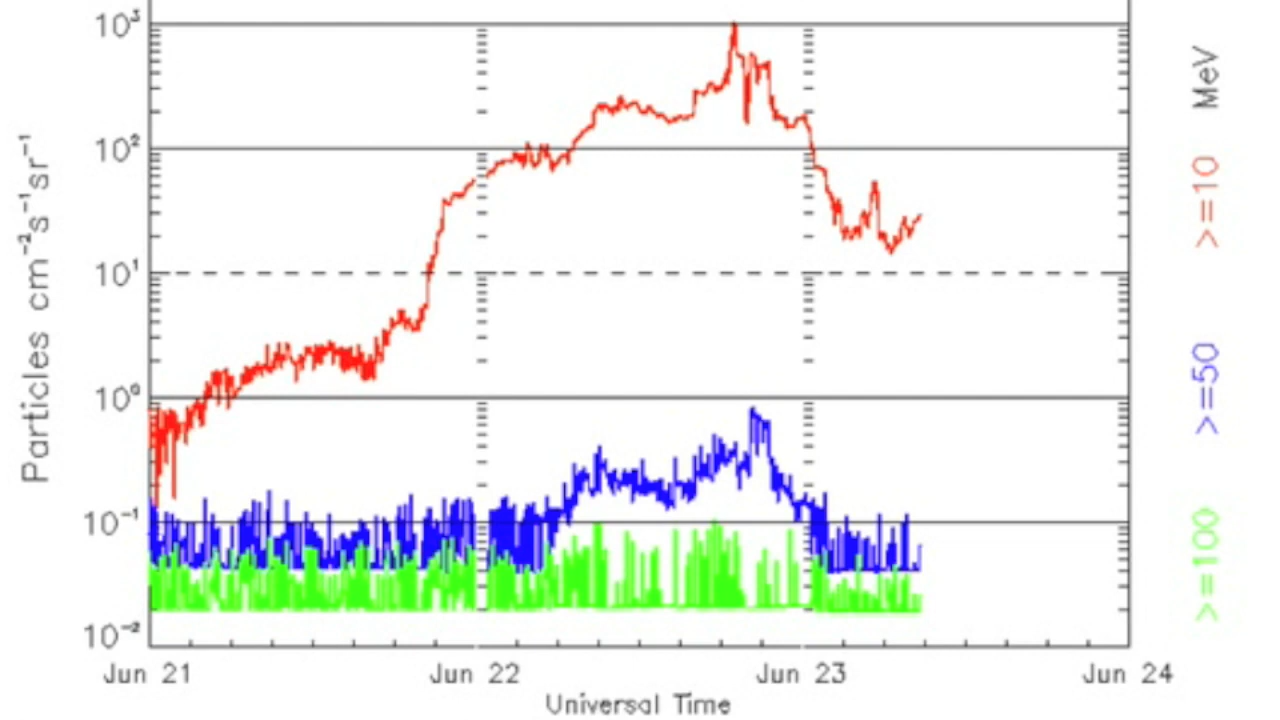 10³
10²
10¹
10⁰
10⁻¹
10⁻²
Particles cm⁻²s⁻¹sr⁻¹
Jun 21 Jun 22 Jun 23 Jun 24
Universal Time
>=10 MeV
>=50
>=100